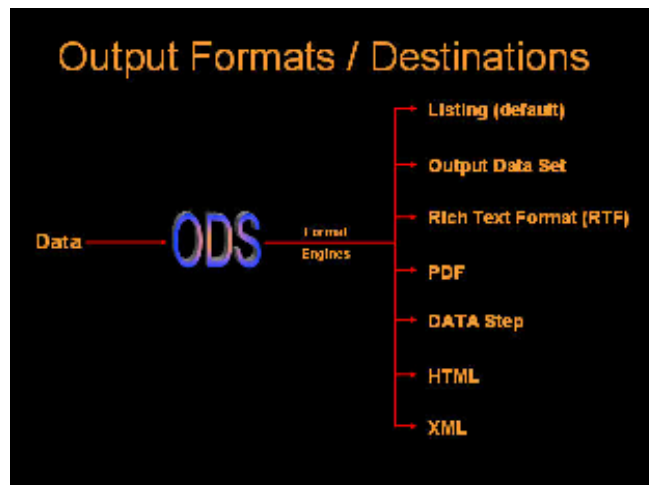 Output Formats / Destinations
Listing (default)
Output Data Set
Rich Text Format (RTF)
Data
ODS
Format
Engines
PDF
DATA Step
HTML
XML